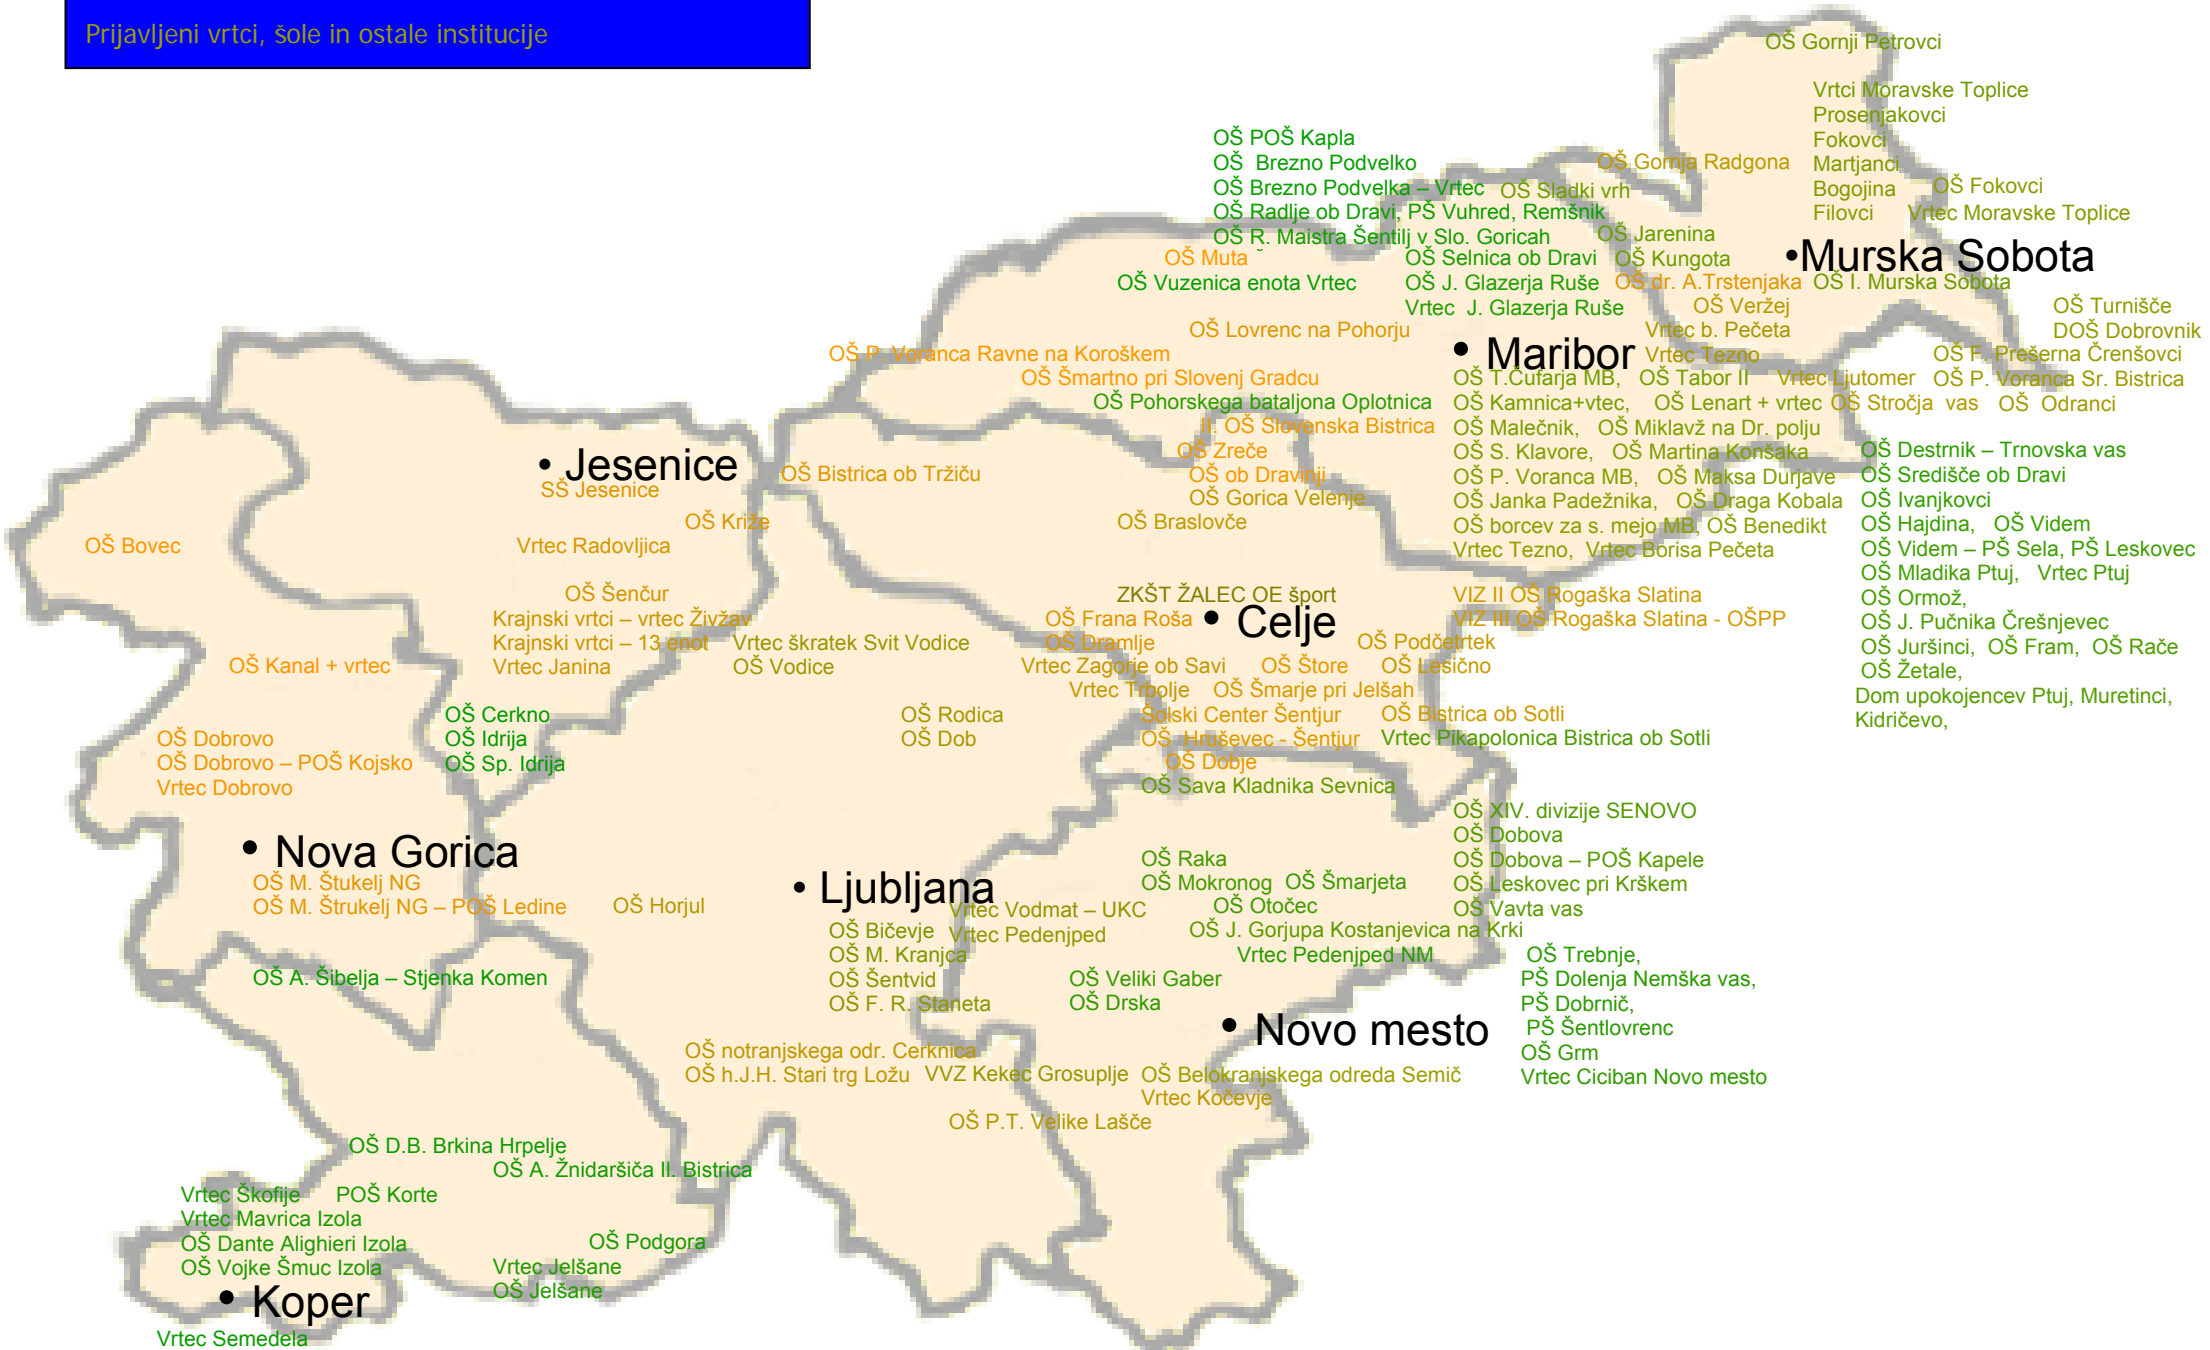 Prijavljeni vrtci, šole in ostale institucije
OŠ Gornji Petrovci
Vrtci Moravske Toplice
Prosenjakovci
Fokovci
Martjanci
Bogojina
Filovci
OŠ Fokovci
Vrtec Moravske Toplice
OŠ Gornja Radgona
OŠ POŠ Kapla
OŠ Brezno Podvelko
OŠ Brezno Podvelka – Vrtec
OŠ Radlje ob Dravi, PŠ Vuhred, Remšnik
OŠ R. Maistra Šentilj v Slo. Goricah
OŠ Sladki vrh
OŠ Muta
OŠ Vuzenica enota Vrtec
OŠ Selnica ob Dravi
OŠ J. Glazerja Ruše
Vrtec J. Glazerja Ruše
OŠ Jarenina
OŠ Kungota
OŠ dr. A.Trstenjaka
OŠ Veržej
Vrtec b. Pečeta
Vrtec Tezno
•Murska Sobota
OŠ I. Murska Sobota
OŠ Turnišče
DOŠ Dobrovnik
OŠ F. Prešerna Črenšovci
OŠ P. Voranca Sr. Bistrica
OŠ Odranci
Vrtec Ljutomer
OŠ Stročja vas
OŠ Lovrenc na Pohorju
OŠ P. Voranca Ravne na Koroškem
OŠ Šmartno pri Slovenj Gradcu
OŠ Pohorskega bataljona Oplotnica
II. OŠ Slovenska Bistrica
OŠ Zreče
OŠ ob Dravinji
OŠ Gorica Velenje
OŠ Braslovče
• Maribor
OŠ T.Čufarja MB, OŠ Tabor II
OŠ Kamnica+vtec, OŠ Lenart + vrtec
OŠ Malečnik, OŠ Miklavž na Dr. polju
OŠ S. Klavore, OŠ Martina Konšaka
OŠ P. Voranca MB, OŠ Maksa Durjave
OŠ Janka Padežnika, OŠ Draga Kobala
OŠ borcev za s. mejo MB, OŠ Benedikt
Vrtec Tezno, Vrtec Borisa Pečeta
OŠ Destrnik – Trnovska vas
OŠ Središče ob Dravi
OŠ Ivanjkovci
OŠ Hajdina, OŠ Videm
OŠ Videm – PŠ Sela, PŠ Leskovec
OŠ Mladika Ptuj, Vrtec Ptuj
OŠ Ormož,
OŠ J. Pučnika Črešnjevec
OŠ Juršinci, OŠ Fram, OŠ Rače
OŠ Žetale,
Dom upokojencev Ptuj, Muretinci,
Kidričevo,
• Jesenice
SŠ Jesenice
OŠ Bistrica ob Tržiču
OŠ Križe
Vrtec Radovljica
OŠ Bovec
OŠ Šenčur
Krajnski vrtci – vrtec Živžav
Krajnski vrtci – 13 enot
Vrtec Janina
Vrtec škratek Svit Vodice
OŠ Vodice
ZKŠT ŽALEC OE šport
OŠ Frana Roša
• Celje
OŠ Dramlje
Vrtec Zagorje ob Savi
OŠ Štore
Vrtec Trbolje
OŠ Šmarje pri Jelšah
Šolski Center Šentjur
OŠ Hruševec - Šentjur
OŠ Dobje
OŠ Sava Kladnika Sevnica
VIZ II OŠ Rogaška Slatina
VIZ III OŠ Rogaška Slatina - OŠPP
OŠ Podčetrtek
OŠ Lesično
OŠ Bistrica ob Sotli
Vrtec Pikapolonica Bistrica ob Sotli
OŠ Kanal + vrtec
OŠ Cerkno
OŠ Idrija
OŠ Sp. Idrija
OŠ Rodica
OŠ Dob
OŠ Dobrovo
OŠ Dobrovo – POŠ Kojsko
Vrtec Dobrovo
• Nova Gorica
OŠ M. Štukelj NG
OŠ M. Štrukelj NG – POŠ Ledine
OŠ Horjul
OŠ A. Šibelja – Stjenka Komen
• Ljubljana
Vrtec Vodmat – UKC
Vrtec Pedenjped
OŠ Bičevje
OŠ M. Kranjca
OŠ Šentvid
OŠ F. R. Staneta
OŠ Raka
OŠ Mokronog OŠ Šmarjeta
OŠ Otočec
OŠ J. Gorjupa Kostanjevica na Krki
Vrtec Pedenjped NM
OŠ Veliki Gaber
OŠ Drska
OŠ XIV. divizije SENOVO
OŠ Dobova
OŠ Dobova – POŠ Kapele
OŠ Leskovec pri Krškem
OŠ Vavta vas
OŠ Trebnje,
PŠ Dolenja Nemška vas,
PŠ Dobrnič,
PŠ Šentlovrenc
OŠ Grm
Vrtec Ciciban Novo mesto
• Novo mesto
OŠ notranjskega odr. Cerknica
OŠ h.J.H. Stari trg Ložu
VVZ Kekec Grosuplje
OŠ Belokranjskega odreda Semič
Vrtec Kočevje
OŠ P.T. Velike Lašče
OŠ D.B. Brkina Hrpelje
OŠ A. Žnidaršiča Il. Bistrica
Vrtec Škofije
POŠ Korte
Vrtec Mavrica Izola
OŠ Dante Alighieri Izola
OŠ Vojke Šmuc Izola
OŠ Podgora
Vrtec Jelšane
OŠ Jelšane
• Koper
Vrtec Semedela